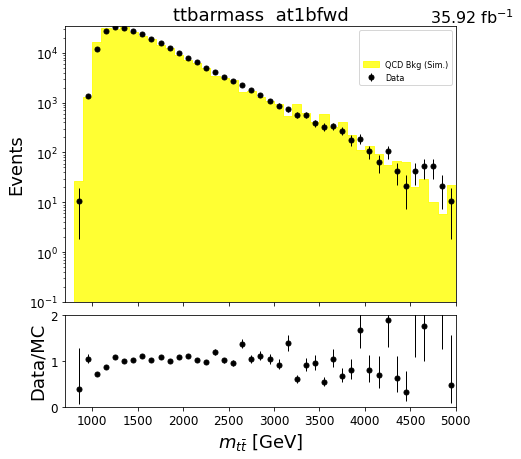 ttbarmass at1bfwd
35.92 fb⁻¹
QCD Bkg (Sim.)
Data
Events
10⁴
10³
10²
10¹
10⁰
10⁻¹
Data/MC
2
1
0
1000 1500 2000 2500 3000 3500 4000 4500 5000
m_{tt̄} [GeV]